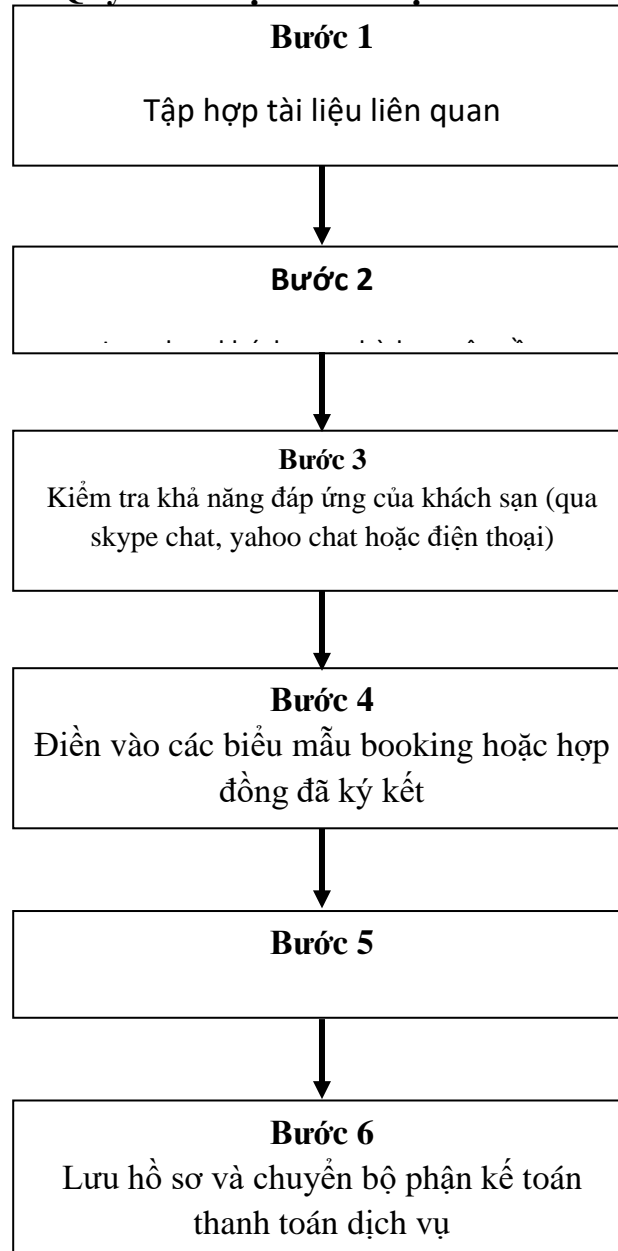 Bước 1
Tập hợp tài liệu liên quan
Bước 2
Bước 3
Kiểm tra khả năng đáp ứng của khách sạn (qua
skype chat, yahoo chat hoặc điện thoại)
Bước 4
Điền vào các biểu mẫu booking hoặc hợp
đồng đã ký kết
Bước 5
Bước 6
Lưu hồ sơ và chuyển bộ phận kế toán
thanh toán dịch vụ